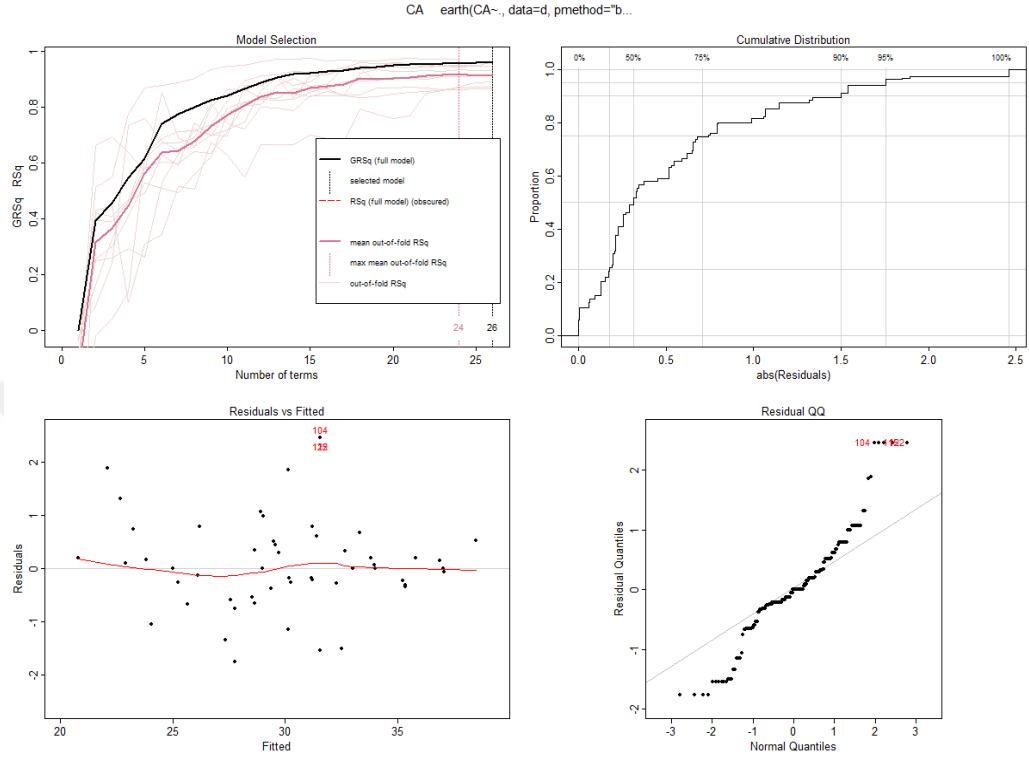 CA earth(CA~., data=d, pmethod="b...
Model Selection
GRSq RSq
0 0.2 0.4 0.6 0.8 1
GRSq (full model)
selected model
RSq (full model) (obscured)
mean out-of-fold RSq
max mean out-of-fold RSq
out-of-fold RSq
24 26
0 5 10 15 20 25
Number of terms
Cumulative Distribution
0% 50% 75% 90% 95% 100%
Proportion
0.0 0.2 0.4 0.6 0.8 1.0
0.0 0.5 1.0 1.5 2.0 2.5
abs(Residuals)
Residuals vs Fitted
104
Residuals
-2 -1 0 1 2
20 25 30 35
Fitted
Residual QQ
104
Residual Quantiles
-2 -1 0 1 2
-3 -2 -1 0 1 2 3
Normal Quantiles